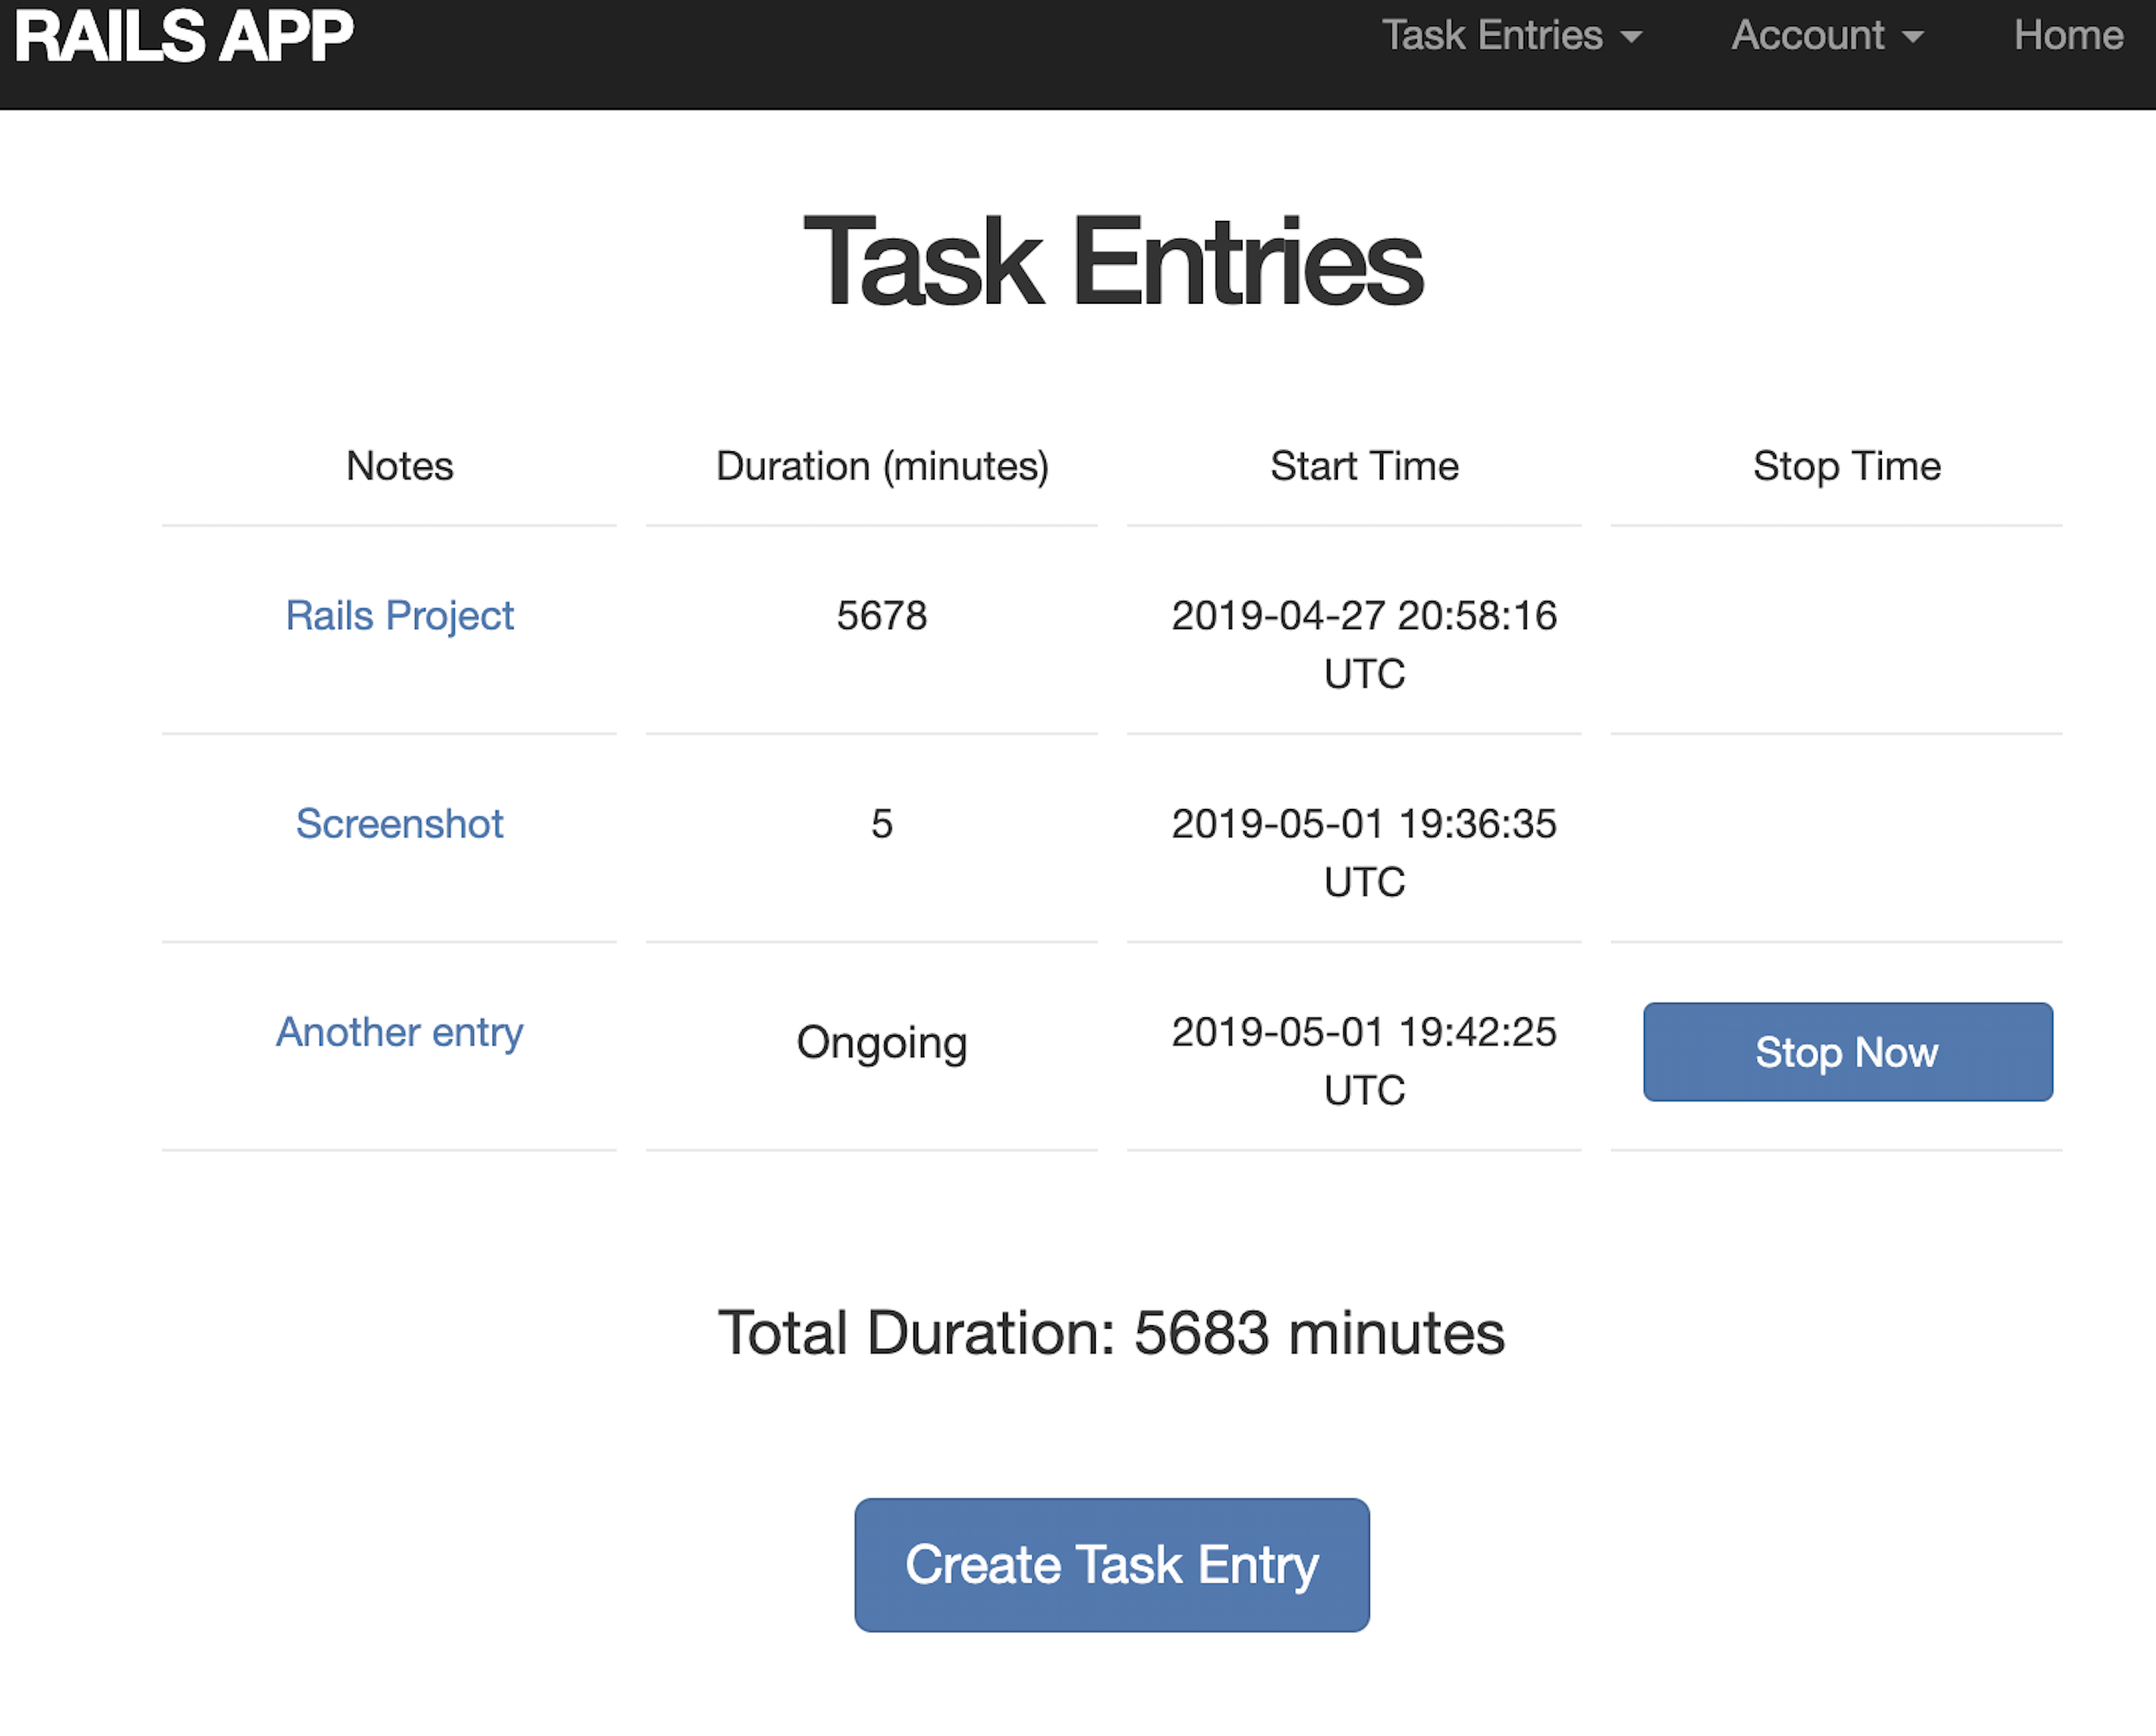 RAILS APP Task Entries Account Home
Task Entries
Notes Duration (minutes) Start Time Stop Time
Rails Project 5678 2019-04-27 20:58:16
UTC
Screenshot 5 2019-05-01 19:36:35
UTC
Another entry Ongoing 2019-05-01 19:42:25 Stop Now
UTC
Total Duration: 5683 minutes
Create Task Entry